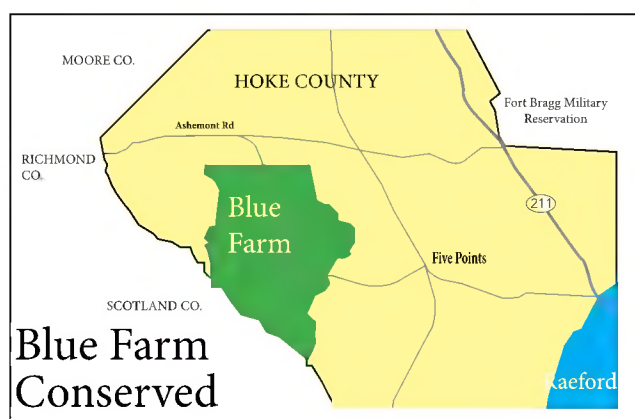 MOORE CO.
HOKE COUNTY
Fort Bragg Military
Reservation
Ashemont Rd
RICHMOND
CO.
Blue
Farm
211
Five Points
SCOTLAND CO.
Blue Farm
Conserved
Raeford